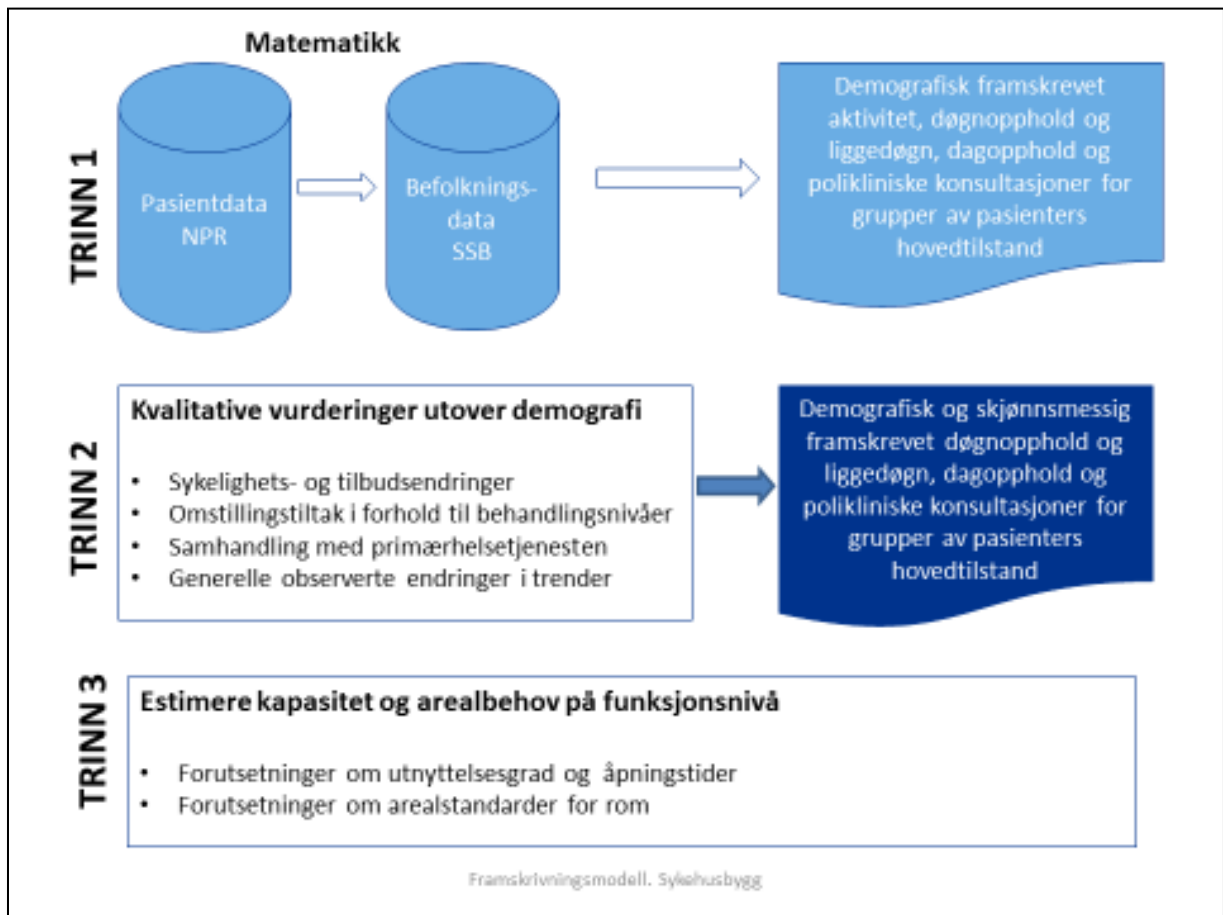 Matematikk
TRINN 1
Pasientdata
NPR
Befolknings-
data
SSB
Demografisk framskrevet
aktivitet, døgnopphold og
liggedøgn, dagopphold og
polikliniske konsultasjoner for
grupper av pasienters
hovedtilstand
TRINN 2
Kvalitative vurderinger utover demografi
• Sykelighets- og tilbudsendringer
• Omstillingstiltak i forhold til behandlingsnivåer
• Samhandling med primærhelsetjenesten
• Generelle observerte endringer i trender
Demografisk og skjønnsmessig
framskrevet døgnopphold og
liggedøgn, dagopphold og
polikliniske konsultasjoner for
grupper av pasienters
hovedtilstand
TRINN 3
Estimere kapasitet og arealbehov på funksjonsnivå
• Forutsetninger om utnyttelsesgrad og åpningstider
• Forutsetninger om arealstandarder for rom
Framskrivningsmodell. Sykehusbygg